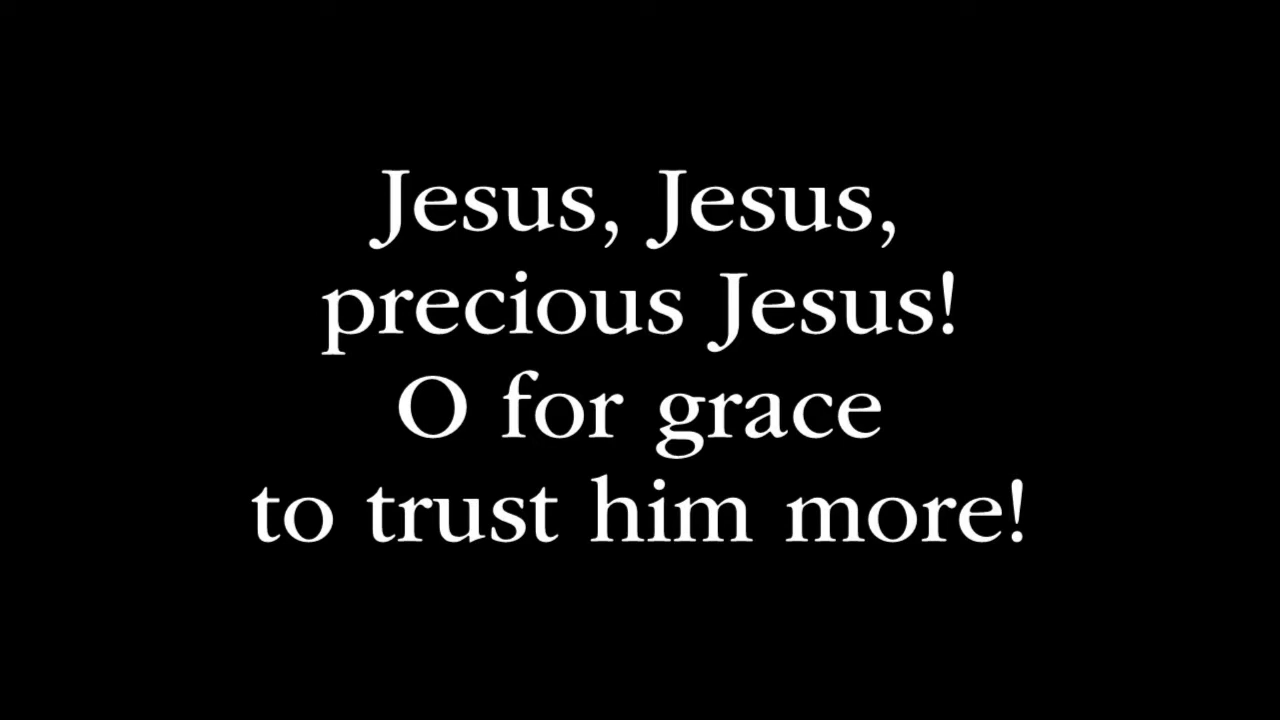 Jesus, Jesus,
precious Jesus!
O for grace
to trust him more!